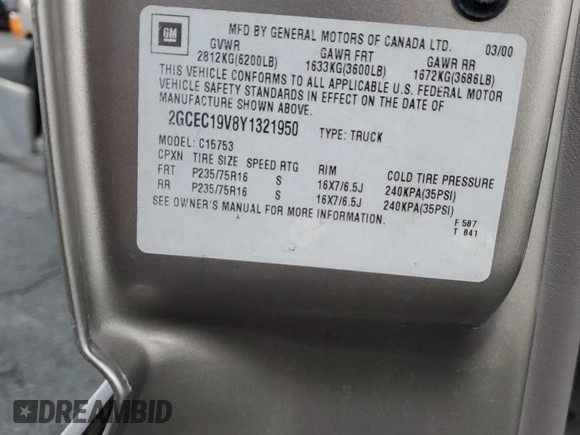 GM
MFD BY GENERAL MOTORS OF CANADA LTD. 03/00
GVWR GAWR FRT GAWR RR
2812KG(6200LB) 1633KG(3600LB) 1672KG(3686LB)
THIS VEHICLE CONFORMS TO ALL APPLICABLE U.S. FEDERAL MOTOR
VEHICLE SAFETY STANDARDS IN EFFECT ON THE DATE OF
MANUFACTURE SHOWN ABOVE.
2GCEC19V8Y1321950 TYPE: TRUCK
MODEL: C15753
CPXN TIRE SIZE SPEED RTG RIM COLD TIRE PRESSURE
FRT P235/75R16 S 16X7/6.5J 240KPA(35PSI)
RR P235/75R16 S 16X7/6.5J 240KPA(35PSI)
SEE OWNER'S MANUAL FOR MORE INFORMATION.
F 587
T 841
DREAMBID